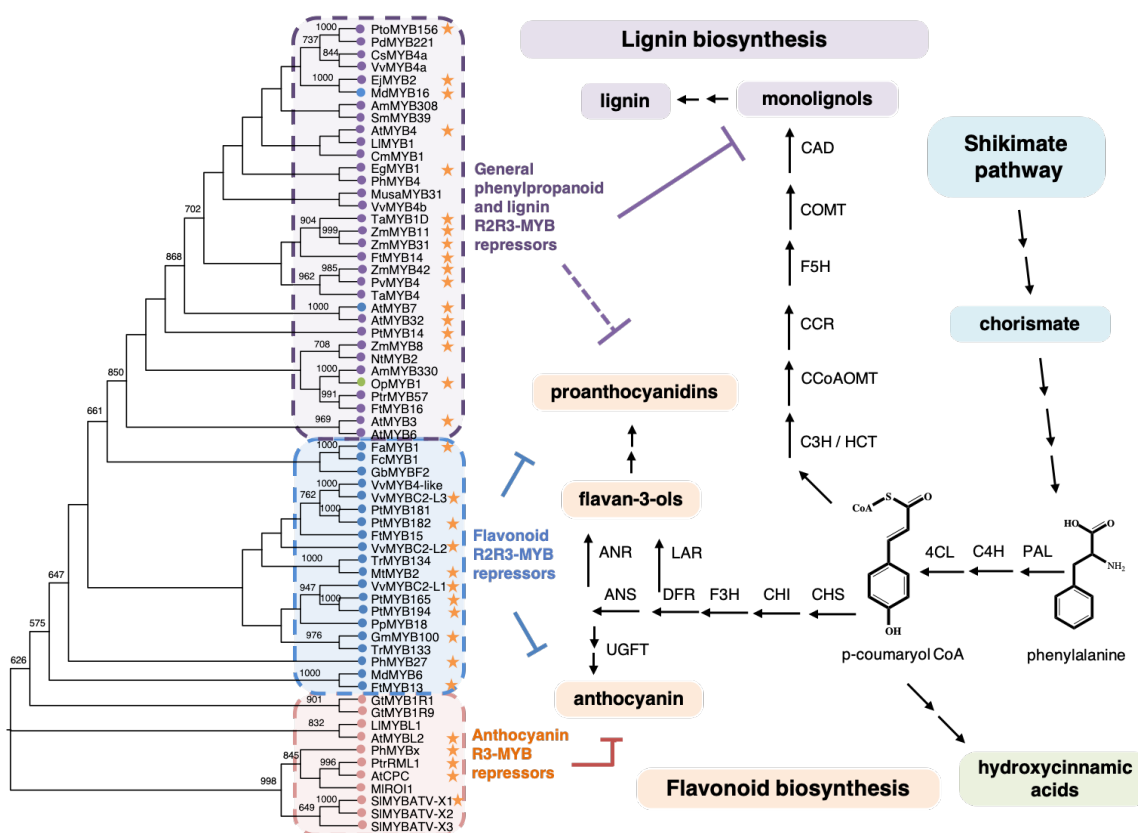 1000
PtoMYB156
737
PdMYB221
844
CsMYB4a
VvMYB4a
1000
EjMYB2
MdMYB16
AmMYB308
SmMYB39
AtMYB4
LlMYB1
CmMYB1
EgMYB1
PhMYB4
MusaMYB31
VvMYB4b
702
904
TaMYB1D
999
ZmMYB11
ZmMYB31
FtMYB14
868
985
ZmMYB42
962
PvMYB4
TaMYB4
1000
AtMYB7
AtMYB32
PtMYB14
708
ZmMYB8
NtMYB2
850
1000
AmMYB330
OpMYB1
991
PtrMYB57
FtMYB16
661
969
AtMYB3
AtMYB6
1000
FaMYB1
FcMYB1
GbMYBF2
1000
VvMYB4-like
762
VvMYBC2-L3
1000
PtMYB181
PtMYB182
FtMYB15
VvMYBC2-L2
1000
TrMYB134
MtMYB2
647
947
VvMYBC2-L1
1000
PtMYB165
PtMYB194
PpMYB18
575
976
GmMYB100
TrMYB133
626
PhMYB27
1000
MdMYB6
FtMYB13
901
GtMYB1R1
GtMYB1R9
832
LlMYBL1
AtMYBL2
845
PhMYBx
996
PtrRML1
998
AtCPC
MlROI1
1000
SlMYBATV-X1
649
SlMYBATV-X2
SlMYBATV-X3
General
phenylpropanoid
and lignin
R2R3-MYB
repressors
Flavonoid
R2R3-MYB
repressors
Anthocyanin
R3-MYB
repressors
Lignin biosynthesis
lignin
monolignols
CAD
COMT
F5H
CCR
CCoAOMT
C3H / HCT
Shikimate
pathway
chorismate
proanthocyanidins
flavan-3-ols
ANR
LAR
ANS
DFR
F3H
CHI
CHS
UGFT
anthocyanin
CoA
S
O
OH
p-coumaryol CoA
4CL
C4H
PAL
HO
O
NH2
phenylalanine
Flavonoid biosynthesis
hydroxycinnamic
acids